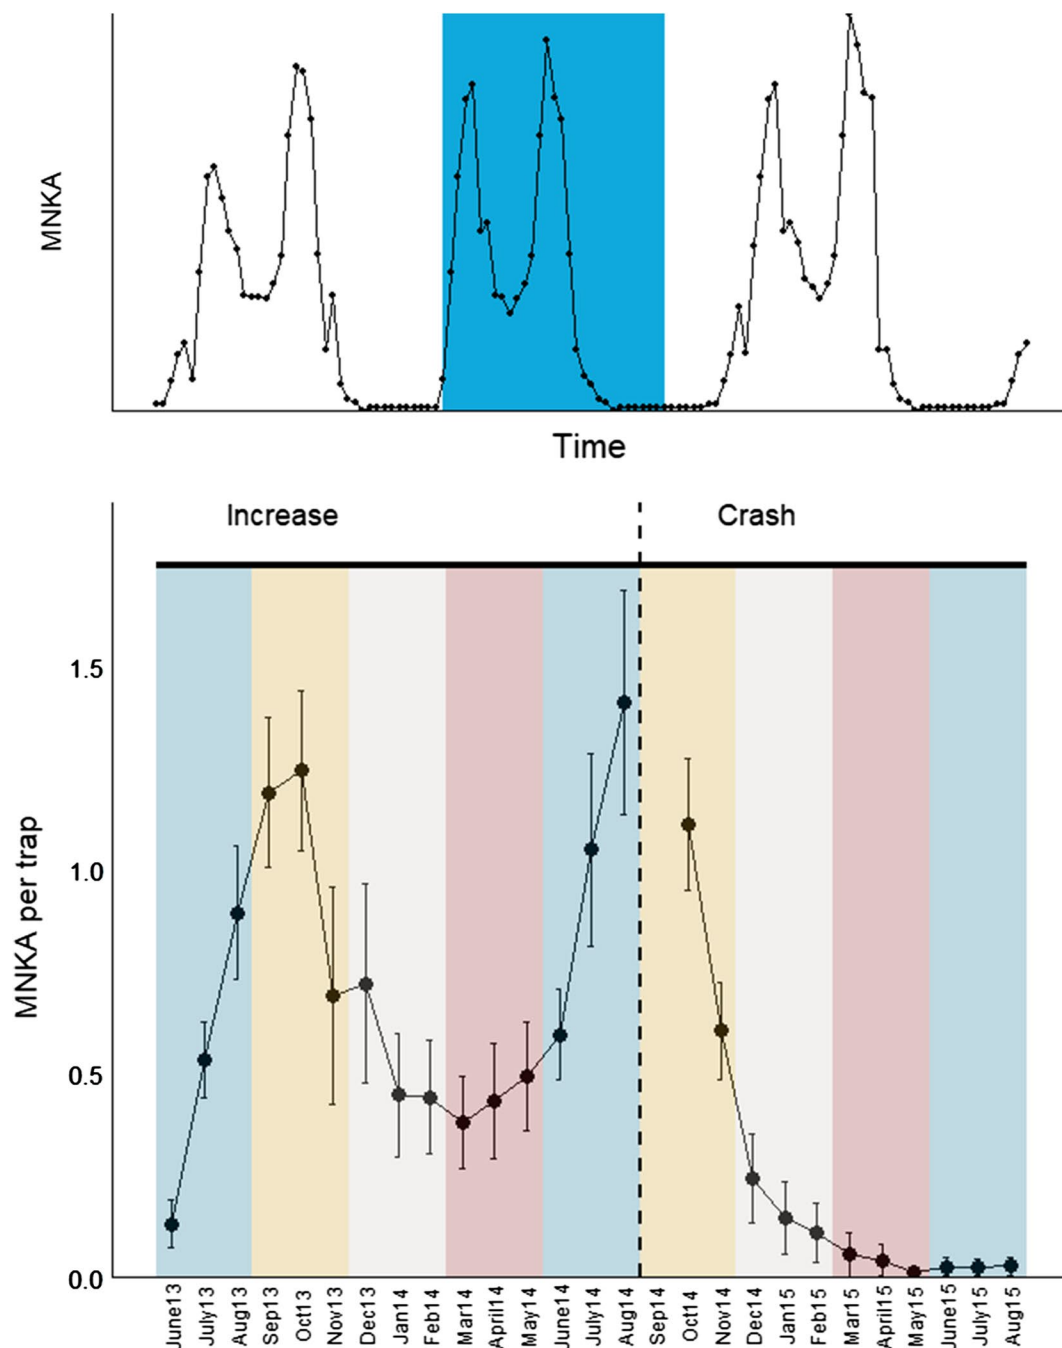 MNKA
Time
Increase
Crash
MNKA per trap
1.5
1.0
0.5
0.0
June13
July13
Aug13
Sep13
Oct13
Nov13
Dec13
Jan14
Feb14
Mar14
April14
May14
June14
July14
Aug14
Sep14
Oct14
Nov14
Dec14
Jan15
Feb15
Mar15
April15
May15
June15
July15
Aug15